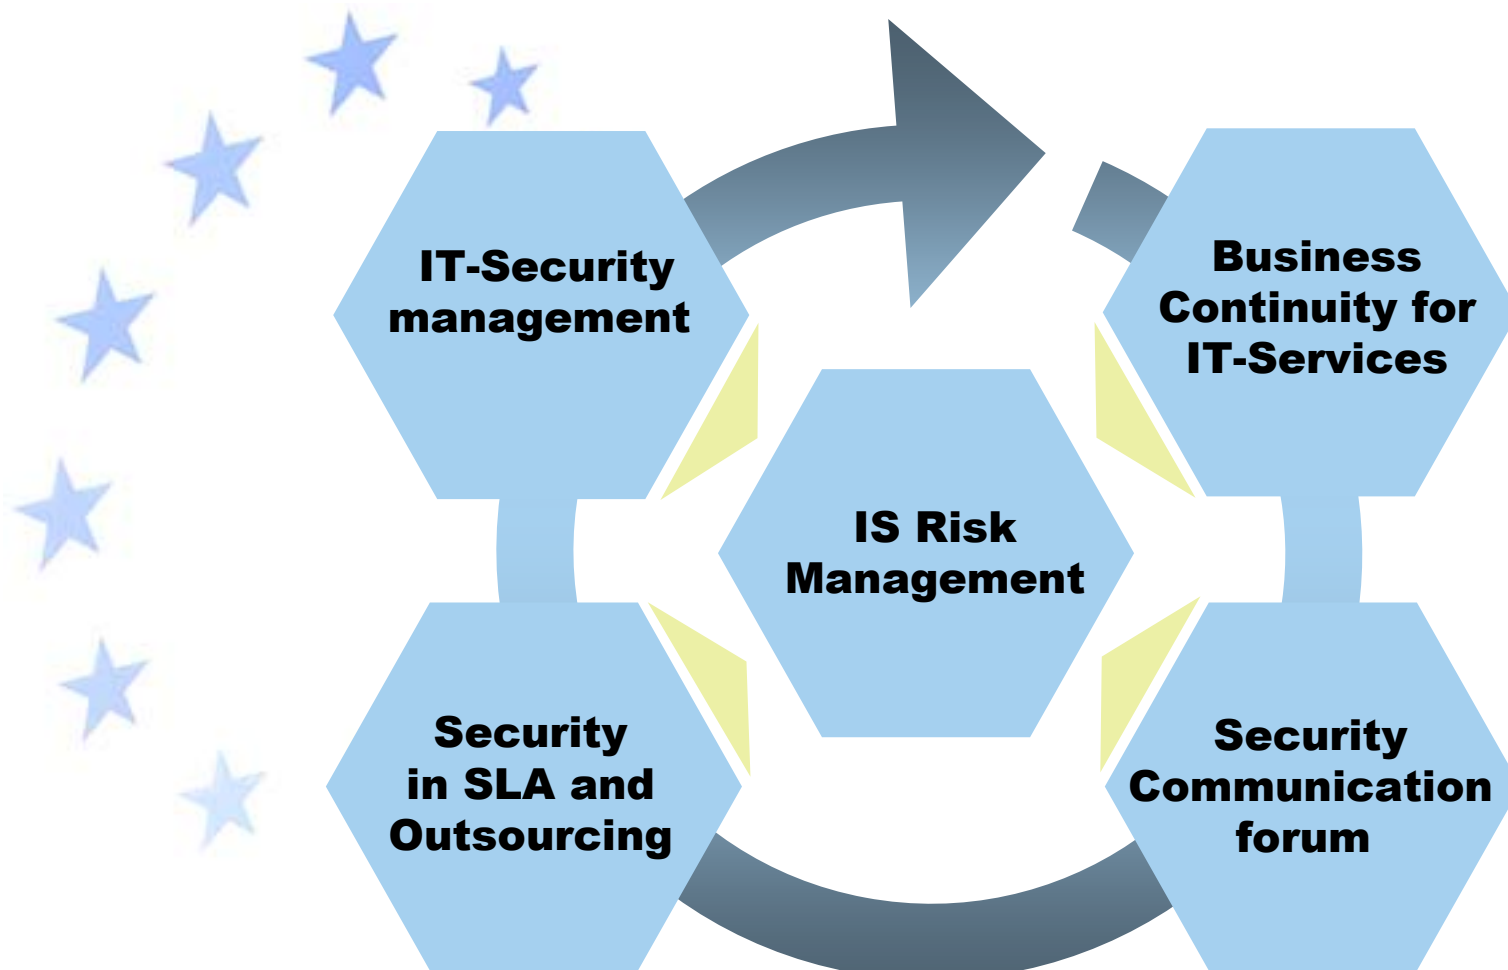 IT-Security
management
Business
Continuity for
IT-Services
IS Risk
Management
Security
in SLA and
Outsourcing
Security
Communication
forum